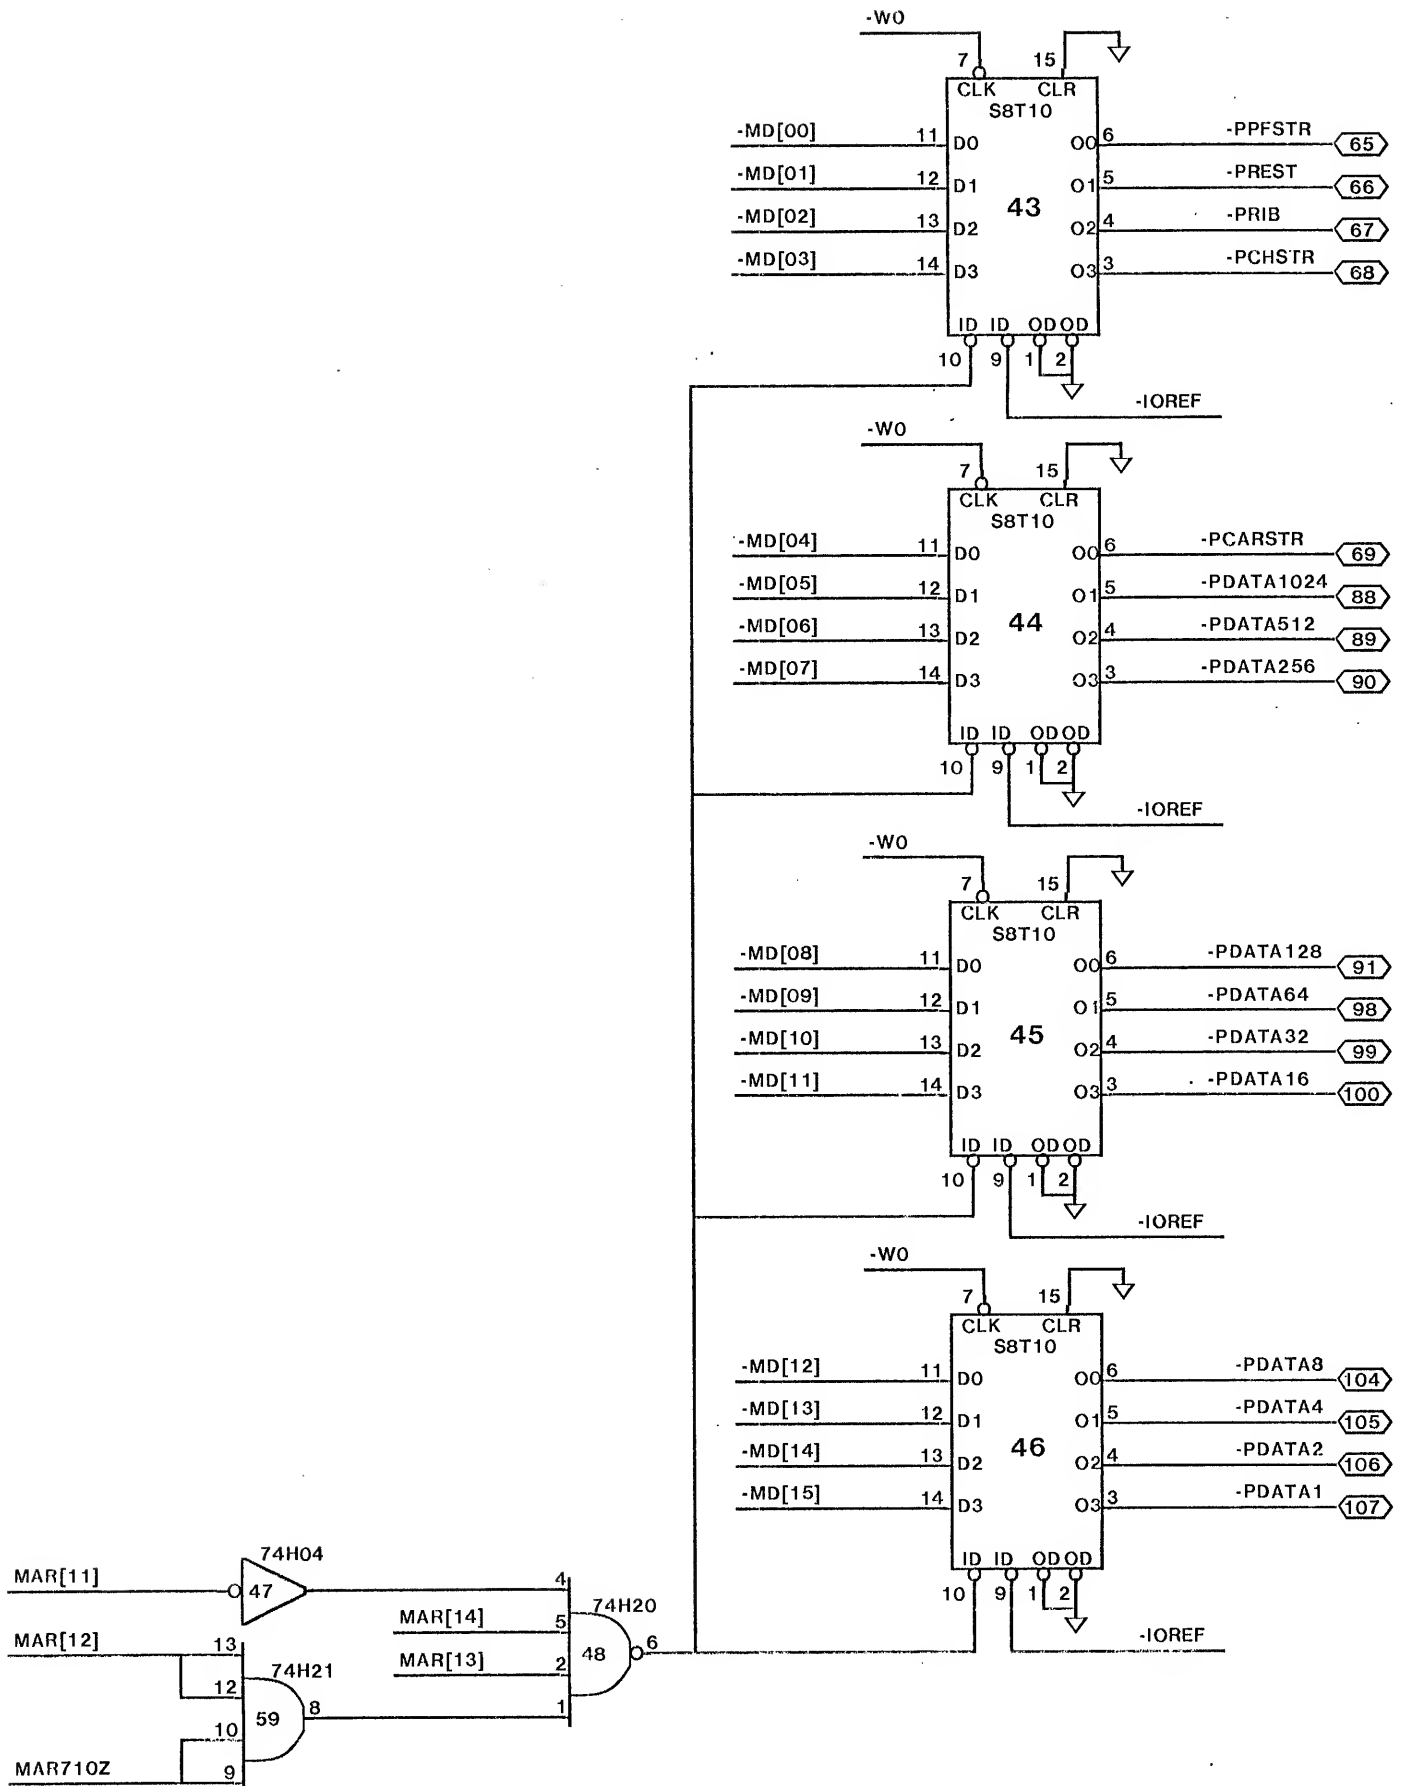 -WO
7 15
CLK CLR
S8T10
-MD[00] 11 D0 O0 6 -PPFSTR 65
-MD[01] 12 D1 O1 5 -PREST 66
43
-MD[02] 13 D2 O2 4 -PRIB 67
-MD[03] 14 D3 O3 3 -PCHSTR 68
ID ID OD OD
10 9 1 2
-IOREF
-WO
7 15
CLK CLR
S8T10
-MD[04] 11 D0 O0 6 -PCARSTR 69
-MD[05] 12 D1 O1 5 -PDATA1024 88
44
-MD[06] 13 D2 O2 4 -PDATA512 89
-MD[07] 14 D3 O3 3 -PDATA256 90
ID ID OD OD
10 9 1 2
-IOREF
-WO
7 15
CLK CLR
S8T10
-MD[08] 11 D0 O0 6 -PDATA128 91
-MD[09] 12 D1 O1 5 -PDATA64 98
45
-MD[10] 13 D2 O2 4 -PDATA32 99
-MD[11] 14 D3 O3 3 -PDATA16 100
ID ID OD OD
10 9 1 2
-IOREF
-WO
7 15
CLK CLR
S8T10
-MD[12] 11 D0 O0 6 -PDATA8 104
-MD[13] 12 D1 O1 5 -PDATA4 105
46
-MD[14] 13 D2 O2 4 -PDATA2 106
-MD[15] 14 D3 O3 3 -PDATA1 107
ID ID OD OD
10 9 1 2
-IOREF
74H04
MAR[11] 47 4
74H20
MAR[14] 5
MAR[12] 13
48 6
MAR[13] 2
74H21
12
59 8 1
10
MAR710Z 9